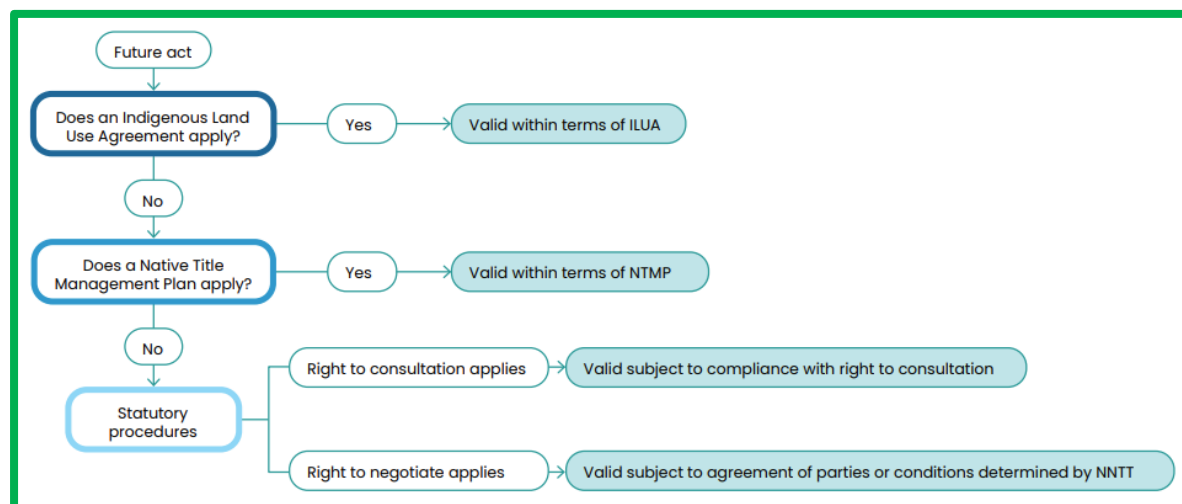 Future act
Does an Indigenous Land
Use Agreement apply?
Yes
Valid within terms of ILUA
No
Does a Native Title
Management Plan apply?
Yes
Valid within terms of NTMP
No
Statutory
procedures
Right to consultation applies
Valid subject to compliance with right to consultation
Right to negotiate applies
Valid subject to agreement of parties or conditions determined by NNTT